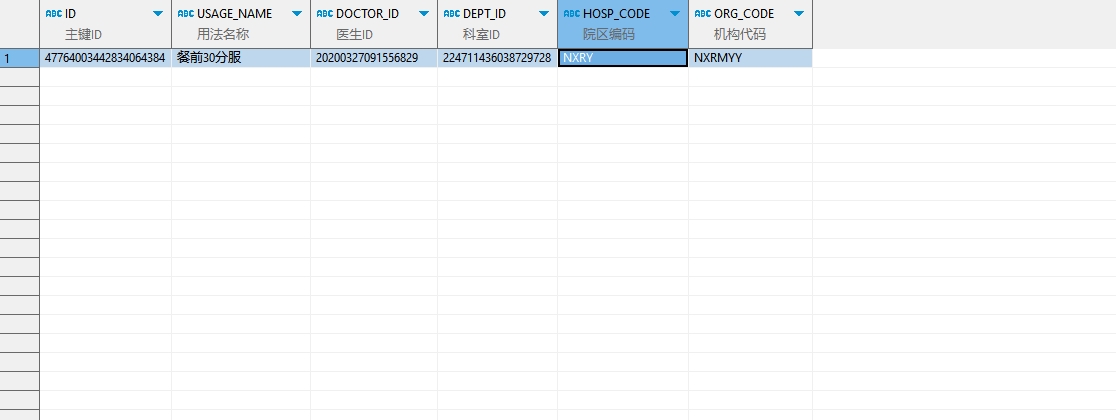 ABC ID ABC USAGE_NAME ABC DOCTOR_ID ABC DEPT_ID ABC HOSP_CODE ABC ORG_CODE
主键ID 用法名称 医生ID 科室ID 院区编码 机构代码
1 47764003442834064384 餐前30分服 20200327091556829 224711436038729728 NXRY NXRMYY